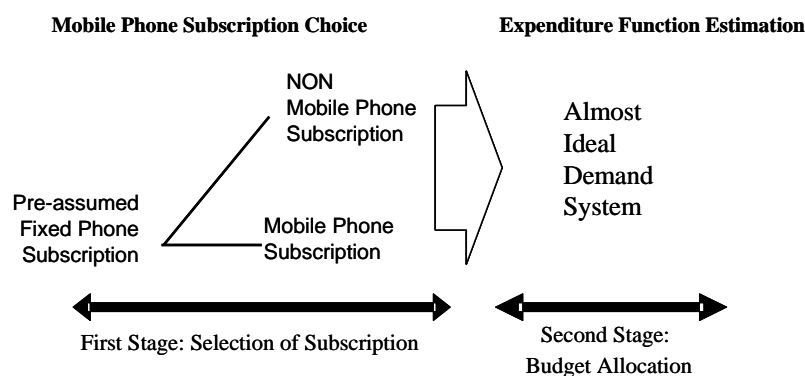 Mobile Phone Subscription Choice
Expenditure Function Estimation
NON
Mobile Phone
Subscription
Pre-assumed
Fixed Phone
Subscription
Mobile Phone
Subscription
Almost
Ideal
Demand
System
First Stage: Selection of Subscription
Second Stage:
Budget Allocation